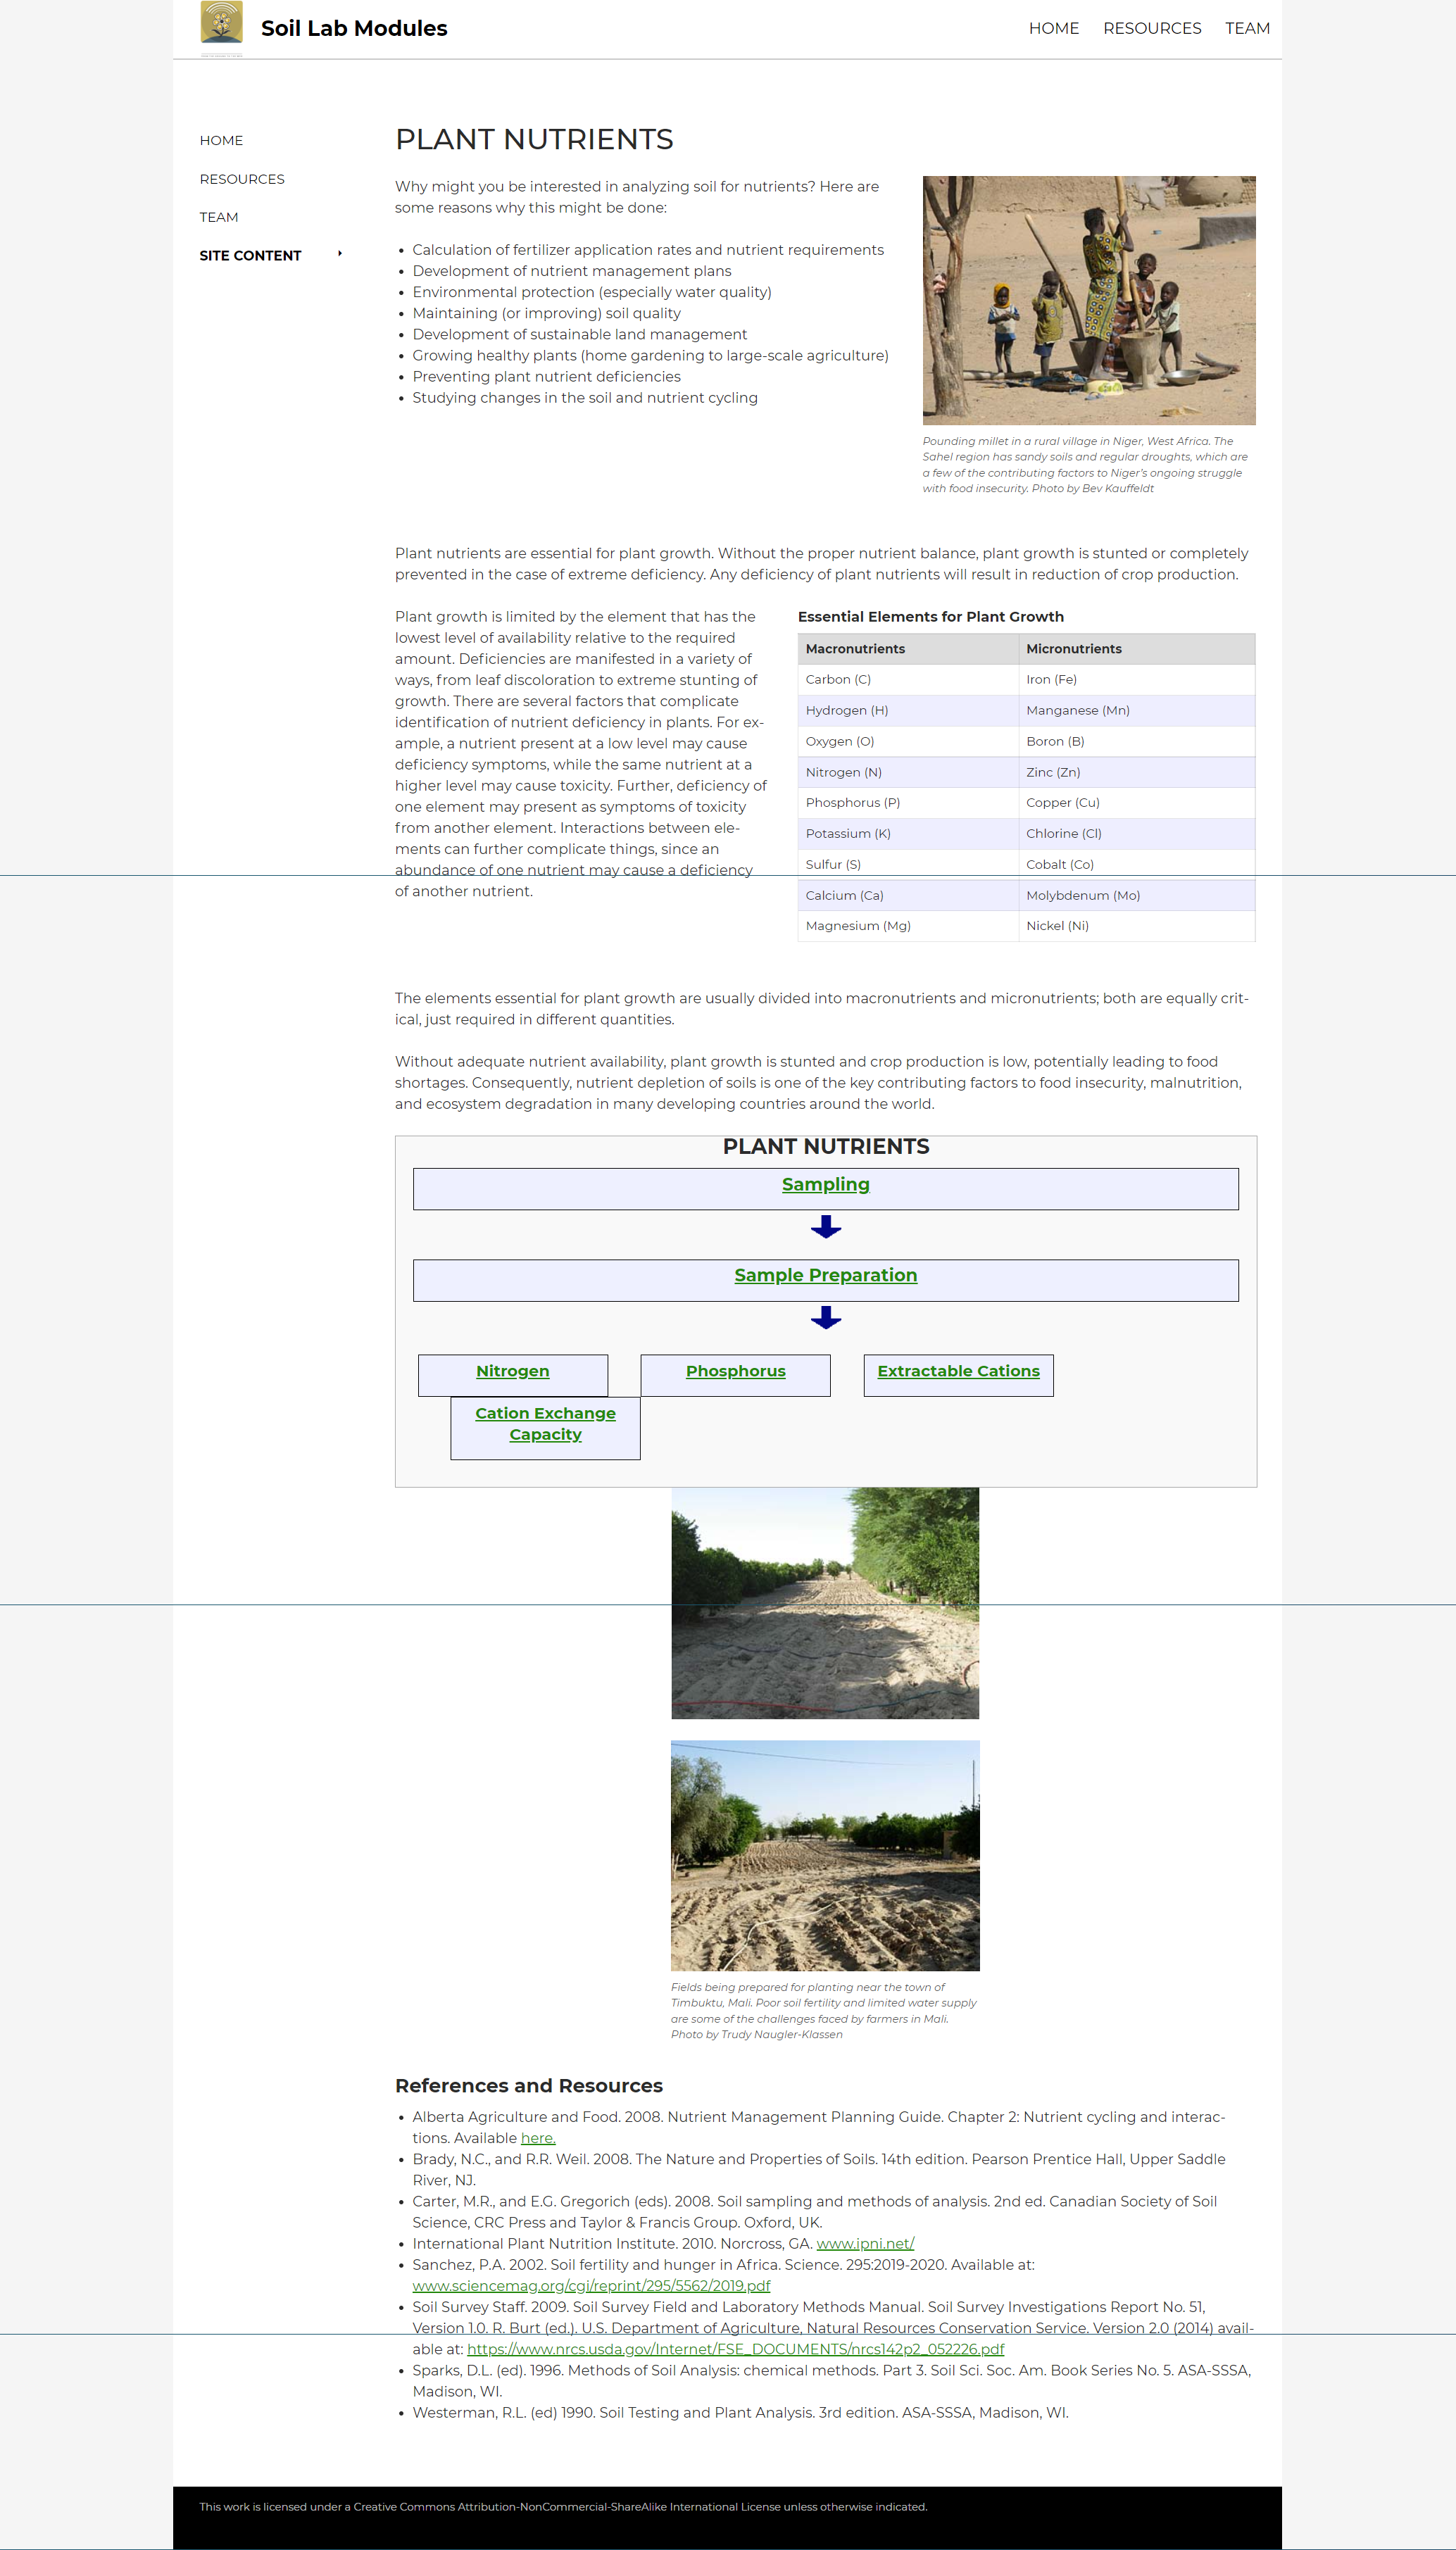 Soil Lab Modules
HOME RESOURCES TEAM
HOME
RESOURCES
TEAM
SITE CONTENT
PLANT NUTRIENTS
Why might you be interested in analyzing soil for nutrients? Here are
some reasons why this might be done:
• Calculation of fertilizer application rates and nutrient requirements
• Development of nutrient management plans
• Environmental protection (especially water quality)
• Maintaining (or improving) soil quality
• Development of sustainable land management
• Growing healthy plants (home gardening to large-scale agriculture)
• Preventing plant nutrient deficiencies
• Studying changes in the soil and nutrient cycling
Pounding millet in a rural village in Niger, West Africa. The
Sahel region has sandy soils and regular droughts, which are
a few of the contributing factors to Niger's ongoing struggle
with food insecurity. Photo by Bev Kauffeldt
Plant nutrients are essential for plant growth. Without the proper nutrient balance, plant growth is stunted or completely
prevented in the case of extreme deficiency. Any deficiency of plant nutrients will result in reduction of crop production.
Plant growth is limited by the element that has the
lowest level of availability relative to the required
amount. Deficiencies are manifested in a variety of
ways, from leaf discoloration to extreme stunting of
growth. There are several factors that complicate
identification of nutrient deficiency in plants. For ex-
ample, a nutrient present at a low level may cause
deficiency symptoms, while the same nutrient at a
higher level may cause toxicity. Further, deficiency of
one element may present as symptoms of toxicity
from another element. Interactions between ele-
ments can further complicate things, since an
abundance of one nutrient may cause a deficiency
of another nutrient.
Essential Elements for Plant Growth
Macronutrients Micronutrients
Carbon (C) Iron (Fe)
Hydrogen (H) Manganese (Mn)
Oxygen (O) Boron (B)
Nitrogen (N) Zinc (Zn)
Phosphorus (P) Copper (Cu)
Potassium (K) Chlorine (Cl)
Sulfur (S) Cobalt (Co)
Calcium (Ca) Molybdenum (Mo)
Magnesium (Mg) Nickel (Ni)
The elements essential for plant growth are usually divided into macronutrients and micronutrients; both are equally crit-
ical, just required in different quantities.
Without adequate nutrient availability, plant growth is stunted and crop production is low, potentially leading to food
shortages. Consequently, nutrient depletion of soils is one of the key contributing factors to food insecurity, malnutrition,
and ecosystem degradation in many developing countries around the world.
PLANT NUTRIENTS
Sampling
Sample Preparation
Nitrogen Phosphorus Extractable Cations
Cation Exchange
Capacity
Fields being prepared for planting near the town of
Timbuktu, Mali. Poor soil fertility and limited water supply
are some of the challenges faced by farmers in Mali.
Photo by Trudy Naugler-Klassen
References and Resources
• Alberta Agriculture and Food. 2008. Nutrient Management Planning Guide. Chapter 2: Nutrient cycling and interac-
tions. Available here.
• Brady, N.C., and R.R. Weil. 2008. The Nature and Properties of Soils. 14th edition. Pearson Prentice Hall, Upper Saddle
River, NJ.
• Carter, M.R., and E.G. Gregorich (eds). 2008. Soil sampling and methods of analysis. 2nd ed. Canadian Society of Soil
Science, CRC Press and Taylor & Francis Group. Oxford, UK.
• International Plant Nutrition Institute. 2010. Norcross, GA. www.ipni.net/
• Sanchez, P.A. 2002. Soil fertility and hunger in Africa. Science. 295:2019-2020. Available at:
www.sciencemag.org/cgi/reprint/295/5562/2019.pdf
• Soil Survey Staff. 2009. Soil Survey Field and Laboratory Methods Manual. Soil Survey Investigations Report No. 51,
Version 1.0. R. Burt (ed.). U.S. Department of Agriculture, Natural Resources Conservation Service. Version 2.0 (2014) avail-
able at: https://www.nrcs.usda.gov/Internet/FSE_DOCUMENTS/nrcs142p2_052226.pdf
• Sparks, D.L. (ed). 1996. Methods of Soil Analysis: chemical methods. Part 3. Soil Sci. Soc. Am. Book Series No. 5. ASA-SSSA,
Madison, WI.
• Westerman, R.L. (ed) 1990. Soil Testing and Plant Analysis. 3rd edition. ASA-SSSA, Madison, WI.
This work is licensed under a Creative Commons Attribution-NonCommercial-ShareAlike International License unless otherwise indicated.